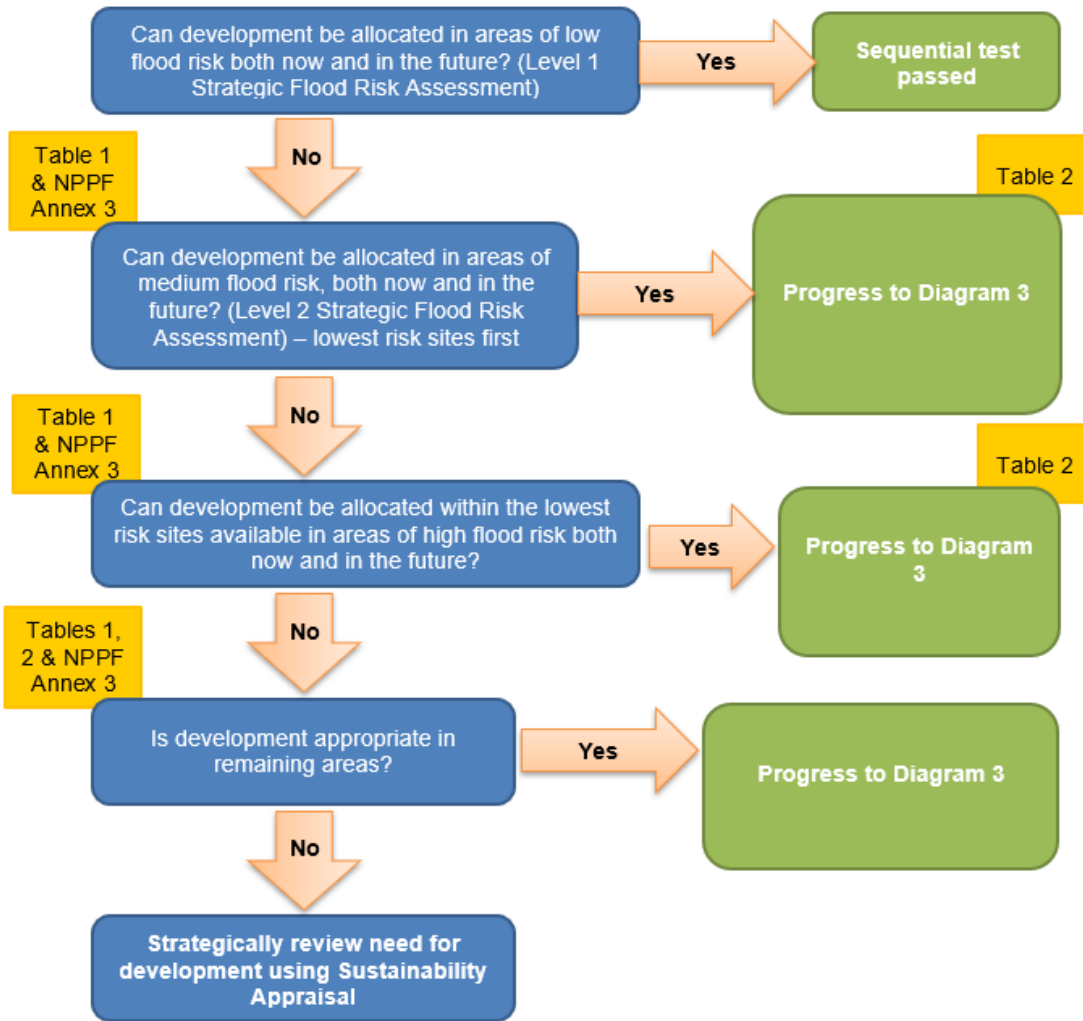 Can development be allocated in areas of low
flood risk both now and in the future? (Level 1
Strategic Flood Risk Assessment)
Yes
Sequential test
passed
No
Table 1
& NPPF
Annex 3
Table 2
Can development be allocated in areas of
medium flood risk, both now and in the
future? (Level 2 Strategic Flood Risk
Assessment) – lowest risk sites first
Yes
Progress to Diagram 3
No
Table 1
& NPPF
Annex 3
Table 2
Can development be allocated within the lowest
risk sites available in areas of high flood risk both
now and in the future?
Yes
Progress to Diagram
3
No
Tables 1,
2 & NPPF
Annex 3
Is development appropriate in
remaining areas?
Yes
Progress to Diagram 3
No
Strategically review need for
development using Sustainability
Appraisal